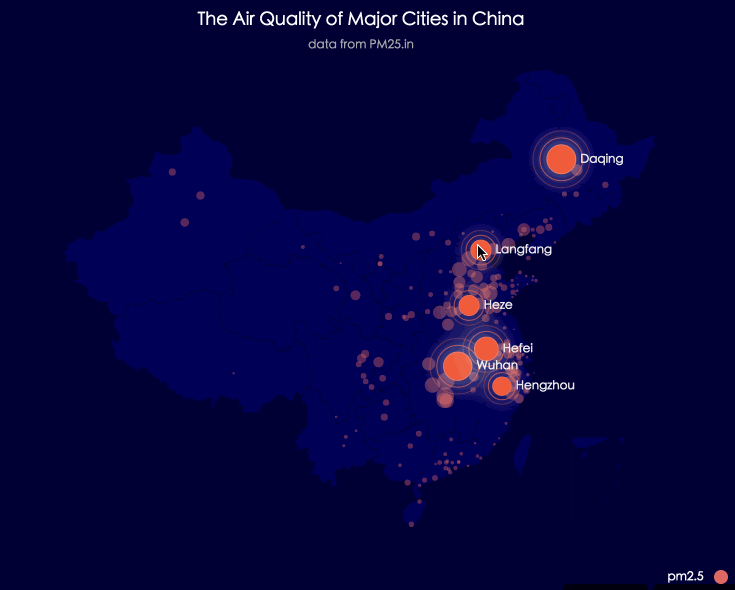 The Air Quality of Major Cities in China
data from PM25.in
Daqing
Langfang
Heze
Hefei
Wuhan
Hengzhou
pm2.5